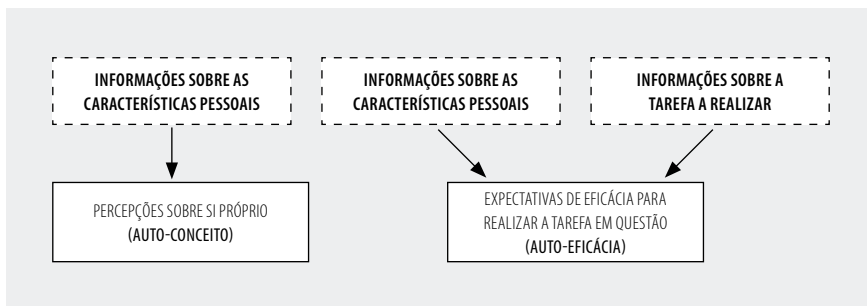 INFORMAÇÕES SOBRE AS
CARACTERÍSTICAS PESSOAIS
INFORMAÇÕES SOBRE AS
CARACTERÍSTICAS PESSOAIS
INFORMAÇÕES SOBRE A
TAREFA A REALIZAR
PERCEPÇÕES SOBRE SI PRÓPRIO
(AUTO-CONCEITO)
EXPECTATIVAS DE EFICÁCIA PARA
REALIZAR A TAREFA EM QUESTÃO
(AUTO-EFICÁCIA)